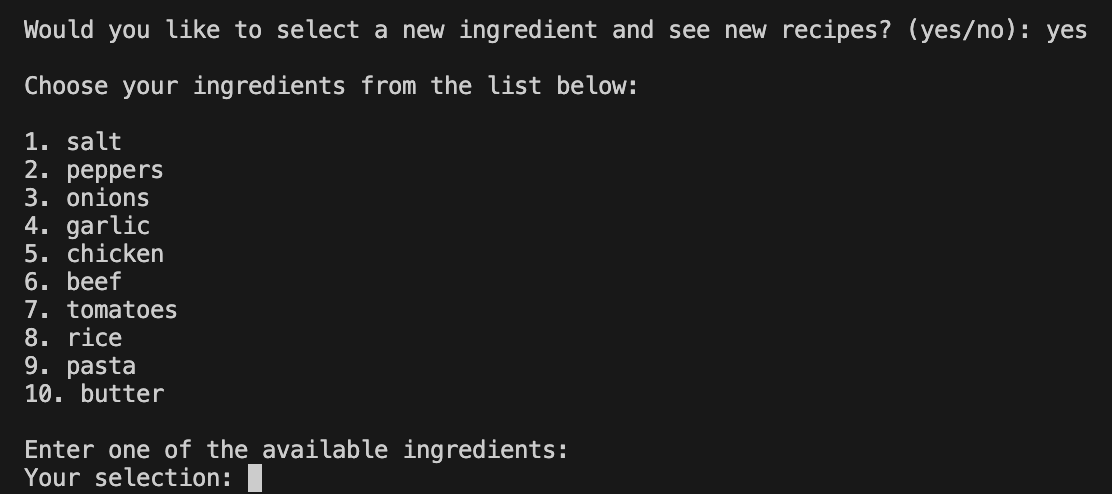 Would you like to select a new ingredient and see new recipes? (yes/no): yes
Choose your ingredients from the list below:
1. salt
2. peppers
3. onions
4. garlic
5. chicken
6. beef
7. tomatoes
8. rice
9. pasta
10. butter
Enter one of the available ingredients:
Your selection: